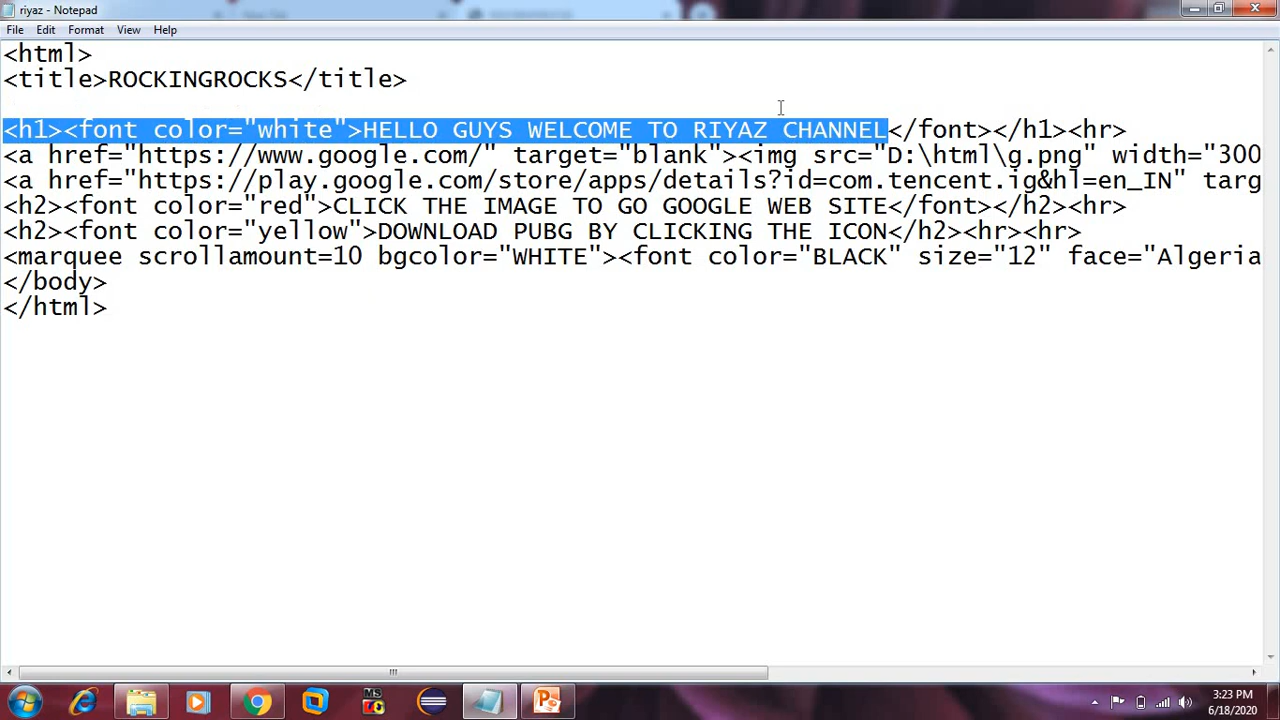 riyaz - Notepad
File Edit Format View Help
<html>
<title>ROCKINGROCKS</title>
<h1><font color="white">HELLO GUYS WELCOME TO RIYAZ CHANNEL</font></h1><hr>
<a href="https://www.google.com/" target="blank"><img src="D:\html\g.png" width="300
<a href="https://play.google.com/store/apps/details?id=com.tencent.ig&hl=en_IN" targ
<h2><font color="red">CLICK THE IMAGE TO GO GOOGLE WEB SITE</font></h2><hr>
<h2><font color="yellow">DOWNLOAD PUBG BY CLICKING THE ICON</h2><hr><hr>
<marquee scrollamount=10 bgcolor="WHITE"><font color="BLACK" size="12" face="Algeria
</body>
</html>
MS
3:23 PM
6/18/2020